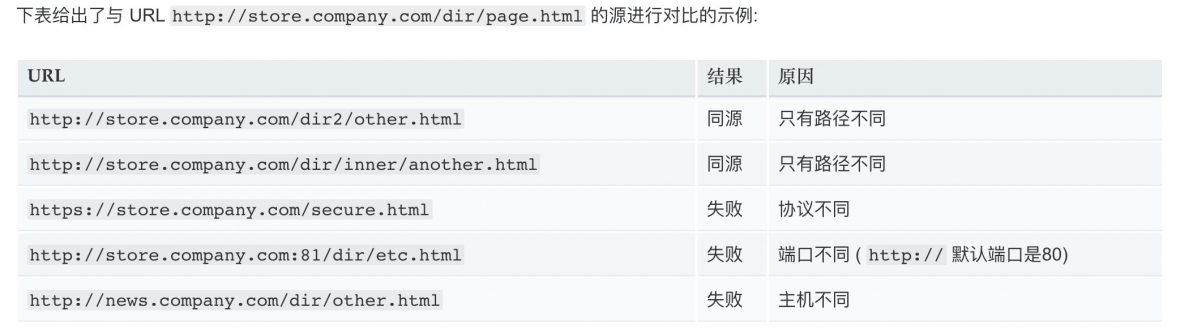 下表给出了与 URL http://store.company.com/dir/page.html 的源进行对比的示例:
URL 结果 原因
http://store.company.com/dir2/other.html 同源 只有路径不同
http://store.company.com/dir/inner/another.html 同源 只有路径不同
https://store.company.com/secure.html 失败 协议不同
http://store.company.com:81/dir/etc.html 失败 端口不同 ( http:// 默认端口是80)
http://news.company.com/dir/other.html 失败 主机不同